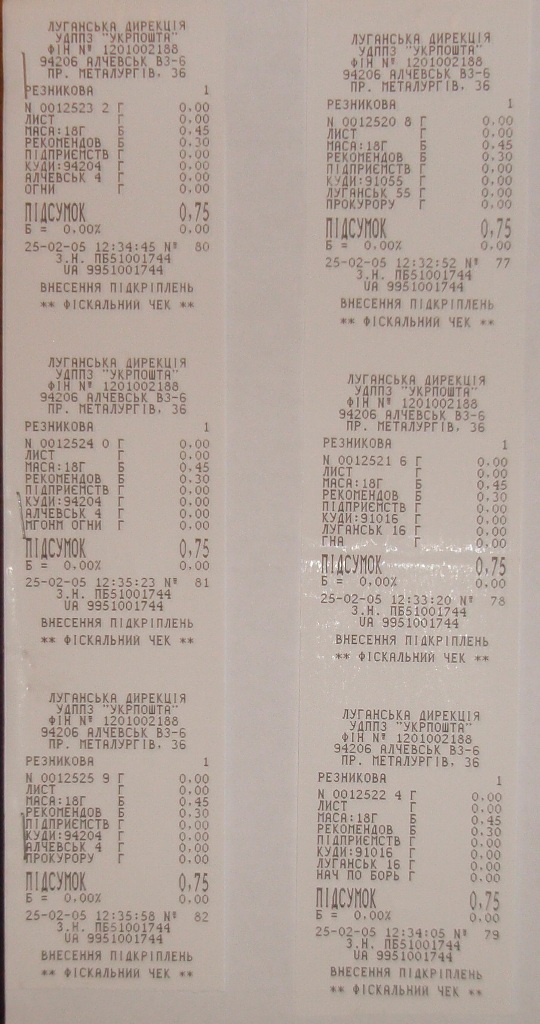 ЛУГАНСЬКА ДИРЕКЦІЯ
УДППЗ "УКРПОШТА"
ФІН № 1201002188
94206 АЛЧЕВСЬК ВЗ-6
ПР. МЕТАЛУРГІВ, 36
РЕЗНИКОВА 1
N 0012523 2 Г 0.00
ЛИСТ Г 0.00
МАСА:18Г Б 0.45
РЕКОМЕНДОВ Б 0.30
ПІДПРИЄМСТВ Г 0.00
КУДИ:94204 Г 0.00
АЛЧЕВСЬК 4 Г 0.00
ОГНИ Г 0.00
ПІДСУМОК 0,75
Б = 0.00% 0.00
25-02-05 12:34:45 № 80
З.Н. ПБ51001744
UA 9951001744
ВНЕСЕННЯ ПІДКРІПЛЕНЬ
** ФІСКАЛЬНИЙ ЧЕК **
ЛУГАНСЬКА ДИРЕКЦІЯ
УДППЗ "УКРПОШТА"
ФІН № 1201002188
94206 АЛЧЕВСЬК ВЗ-6
ПР. МЕТАЛУРГІВ, 36
РЕЗНИКОВА 1
N 0012524 0 Г 0.00
ЛИСТ Г 0.00
МАСА:18Г Б 0.45
РЕКОМЕНДОВ Б 0.30
ПІДПРИЄМСТВ Г 0.00
КУДИ:94204 Г 0.00
АЛЧЕВСЬК 4 Г 0.00
МГОНМ ОГНИ Г 0.00
ПІДСУМОК 0,75
Б = 0.00% 0.00
25-02-05 12:35:23 № 81
З.Н. ПБ51001744
UA 9951001744
ВНЕСЕННЯ ПІДКРІПЛЕНЬ
** ФІСКАЛЬНИЙ ЧЕК **
ЛУГАНСЬКА ДИРЕКЦІЯ
УДППЗ "УКРПОШТА"
ФІН № 1201002188
94206 АЛЧЕВСЬК ВЗ-6
ПР. МЕТАЛУРГІВ, 36
РЕЗНИКОВА 1
N 0012525 9 Г 0.00
ЛИСТ Г 0.00
МАСА:18Г Б 0.45
РЕКОМЕНДОВ Б 0.30
ПІДПРИЄМСТВ Г 0.00
КУДИ:94204 Г 0.00
АЛЧЕВСЬК 4 Г 0.00
ПРОКУРОРУ Г 0.00
ПІДСУМОК 0,75
Б = 0.00% 0.00
25-02-05 12:35:58 № 82
З.Н. ПБ51001744
UA 9951001744
ВНЕСЕННЯ ПІДКРІПЛЕНЬ
** ФІСКАЛЬНИЙ ЧЕК **
ЛУГАНСЬКА ДИРЕКЦІЯ
УДППЗ "УКРПОШТА"
ФІН № 1201002188
94206 АЛЧЕВСЬК ВЗ-6
ПР. МЕТАЛУРГІВ, 36
РЕЗНИКОВА 1
N 0012520 8 Г 0.00
ЛИСТ Г 0.00
МАСА:18Г Б 0.45
РЕКОМЕНДОВ Б 0.30
ПІДПРИЄМСТВ Г 0.00
КУДИ:91055 Г 0.00
ЛУГАНСЬК 55 Г 0.00
ПРОКУРОРУ Г 0.00
ПІДСУМОК 0,75
Б = 0.00% 0.00
25-02-05 12:32:52 № 77
З.Н. ПБ51001744
UA 9951001744
ВНЕСЕННЯ ПІДКРІПЛЕНЬ
** ФІСКАЛЬНИЙ ЧЕК **
ЛУГАНСЬКА ДИРЕКЦІЯ
УДППЗ "УКРПОШТА"
ФІН № 1201002188
94206 АЛЧЕВСЬК ВЗ-6
ПР. МЕТАЛУРГІВ, 36
РЕЗНИКОВА 1
N 0012521 6 Г 0.00
ЛИСТ Г 0.00
МАСА:18Г Б 0.45
РЕКОМЕНДОВ Б 0.30
ПІДПРИЄМСТВ Г 0.00
КУДИ:91016 Г 0.00
ЛУГАНСЬК 16 Г 0.00
ГНА Г 0.00
ПІДСУМОК 0,75
Б = 0.00% 0.00
25-02-05 12:33:20 № 78
З.Н. ПБ51001744
UA 9951001744
ВНЕСЕННЯ ПІДКРІПЛЕНЬ
** ФІСКАЛЬНИЙ ЧЕК **
ЛУГАНСЬКА ДИРЕКЦІЯ
УДППЗ "УКРПОШТА"
ФІН № 1201002188
94206 АЛЧЕВСЬК ВЗ-6
ПР. МЕТАЛУРГІВ, 36
РЕЗНИКОВА 1
N 0012522 4 Г 0.00
ЛИСТ Г 0.00
МАСА:18Г Б 0.45
РЕКОМЕНДОВ Б 0.30
ПІДПРИЄМСТВ Г 0.00
КУДИ:91016 Г 0.00
ЛУГАНСЬК 16 Г 0.00
НАЧ ПО БОРЬ Г 0.00
ПІДСУМОК 0,75
Б = 0.00% 0.00
25-02-05 12:34:05 № 79
З.Н. ПБ51001744
UA 9951001744
ВНЕСЕННЯ ПІДКРІПЛЕНЬ
** ФІСКАЛЬНИЙ ЧЕК **